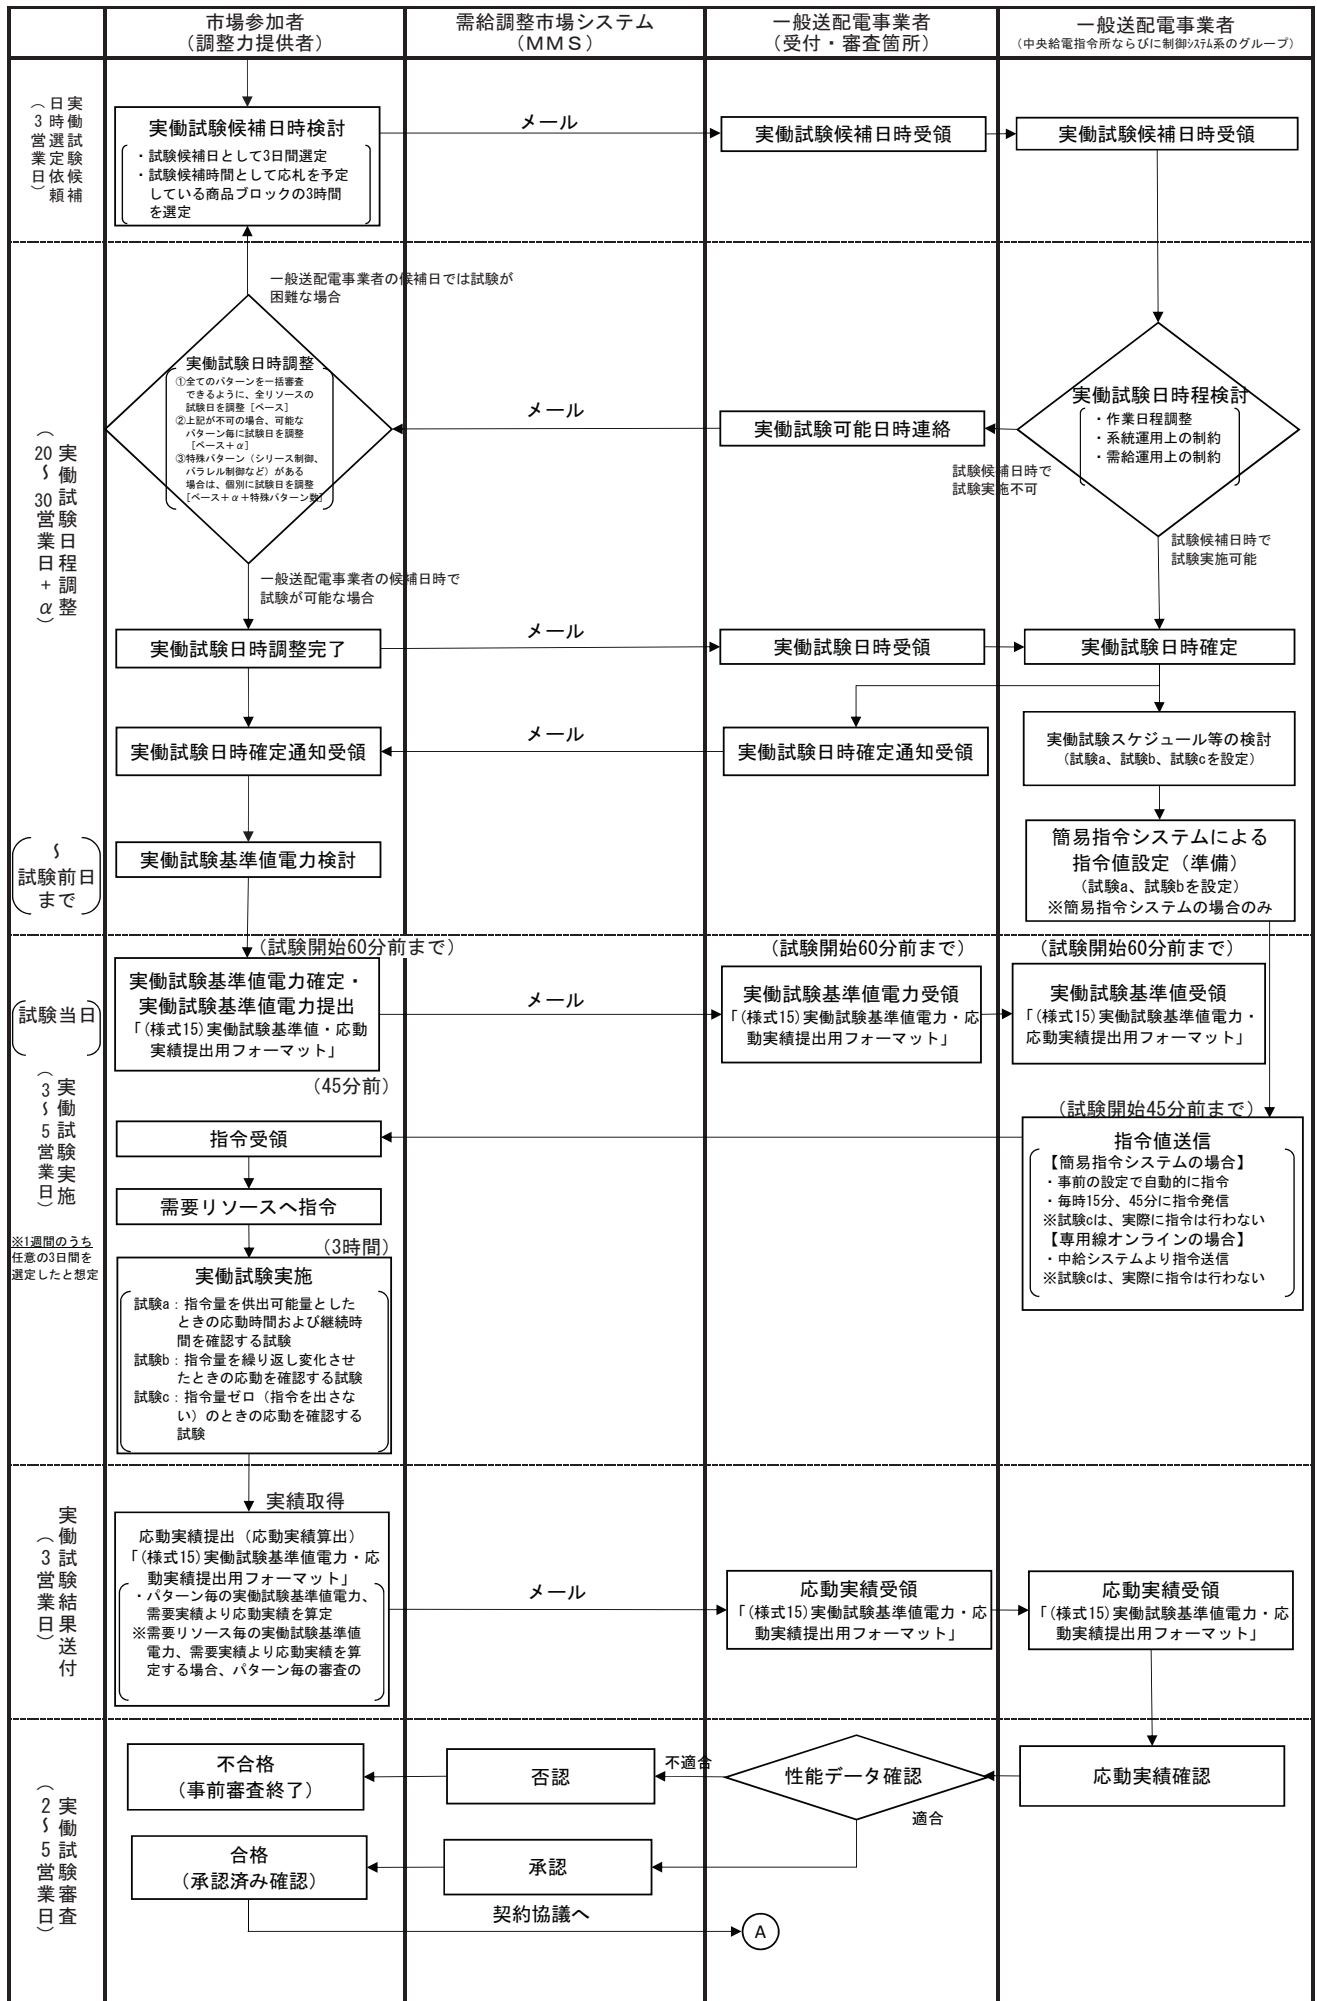 市場参加者
(調整力提供者)
需給調整市場システム
(MMS)
一般送配電事業者
(受付・審査箇所)
一般送配電事業者
(中央給電指令所ならびに制御システム系のグループ)
実働試験候補
日時選定依頼
(3営業日)
実働試験候補日時検討
・試験候補日として3日間選定
・試験候補時間として応札を予定
している商品ブロックの3時間
を選定
メール
実働試験候補日時受領
実働試験候補日時受領
実働試験日程調整
(20~30営業日+α)
一般送配電事業者の候補日では試験が
困難な場合
実働試験日時調整
①全てのパターンを一括審査
できるように、全リソースの
試験日を調整[ベース]
②上記が不可の場合、可能な
パターン毎に試験日を調整
[ベース+α]
③特殊パターン(シリース制御、
パラレル制御など)がある
場合は、個別に試験日を調整
[ベース+α+特殊パターン数]
メール
実働試験可能日時連絡
実働試験日時程検討
・作業日程調整
・系統運用上の制約
・需給運用上の制約
試験候補日時で
試験実施不可
試験候補日時で
試験実施可能
一般送配電事業者の候補日時で
試験が可能な場合
実働試験日時調整完了
メール
実働試験日時受領
実働試験日時確定
実働試験日時確定通知受領
メール
実働試験日時確定通知受領
実働試験スケジュール等の検討
(試験a、試験b、試験cを設定)
~
試験前日
まで
実働試験基準値電力検討
簡易指令システムによる
指令値設定(準備)
(試験a、試験bを設定)
※簡易指令システムの場合のみ
試験当日
実働試験実施
(3~5営業日)
※1週間のうち
任意の3日間を
選定したと想定
(試験開始60分前まで)
実働試験基準値電力確定・
実働試験基準値電力提出
「(様式15)実働試験基準値・応動
実績提出用フォーマット」
メール
(試験開始60分前まで)
実働試験基準値電力受領
「(様式15)実働試験基準値電力・応
動実績提出用フォーマット」
(試験開始60分前まで)
実働試験基準値受領
「(様式15)実働試験基準値電力・
応動実績提出用フォーマット」
(45分前)
指令受領
(試験開始45分前まで)
指令値送信
【簡易指令システムの場合】
・事前の設定で自動的に指令
・毎時15分、45分に指令発信
※試験cは、実際に指令は行わない
【専用線オンラインの場合】
・中給システムより指令送信
※試験cは、実際に指令は行わない
需要リソースへ指令
(3時間)
実働試験実施
試験a:指令量を供出可能量とした
ときの応動時間および継続時
間を確認する試験
試験b:指令量を繰り返し変化させ
たときの応動を確認する試験
試験c:指令量ゼロ(指令を出さな
い)のときの応動を確認する
試験
実働試験結果送付
(3営業日)
実績取得
応動実績提出(応動実績算出)
「(様式15)実働試験基準値電力・応
動実績提出用フォーマット」
・パターン毎の実働試験基準値電力、
需要実績より応動実績を算定
※需要リソース毎の実働試験基準値
電力、需要実績より応動実績を算
定する場合、パターン毎の審査の
メール
応動実績受領
「(様式15)実働試験基準値電力・応
動実績提出用フォーマット」
応動実績受領
「(様式15)実働試験基準値電力・応
動実績提出用フォーマット」
実働試験審査
(2~5営業日)
不合格
(事前審査終了)
否認
不適合
性能データ確認
応動実績確認
適合
合格
(承認済み確認)
承認
契約協議へ
A